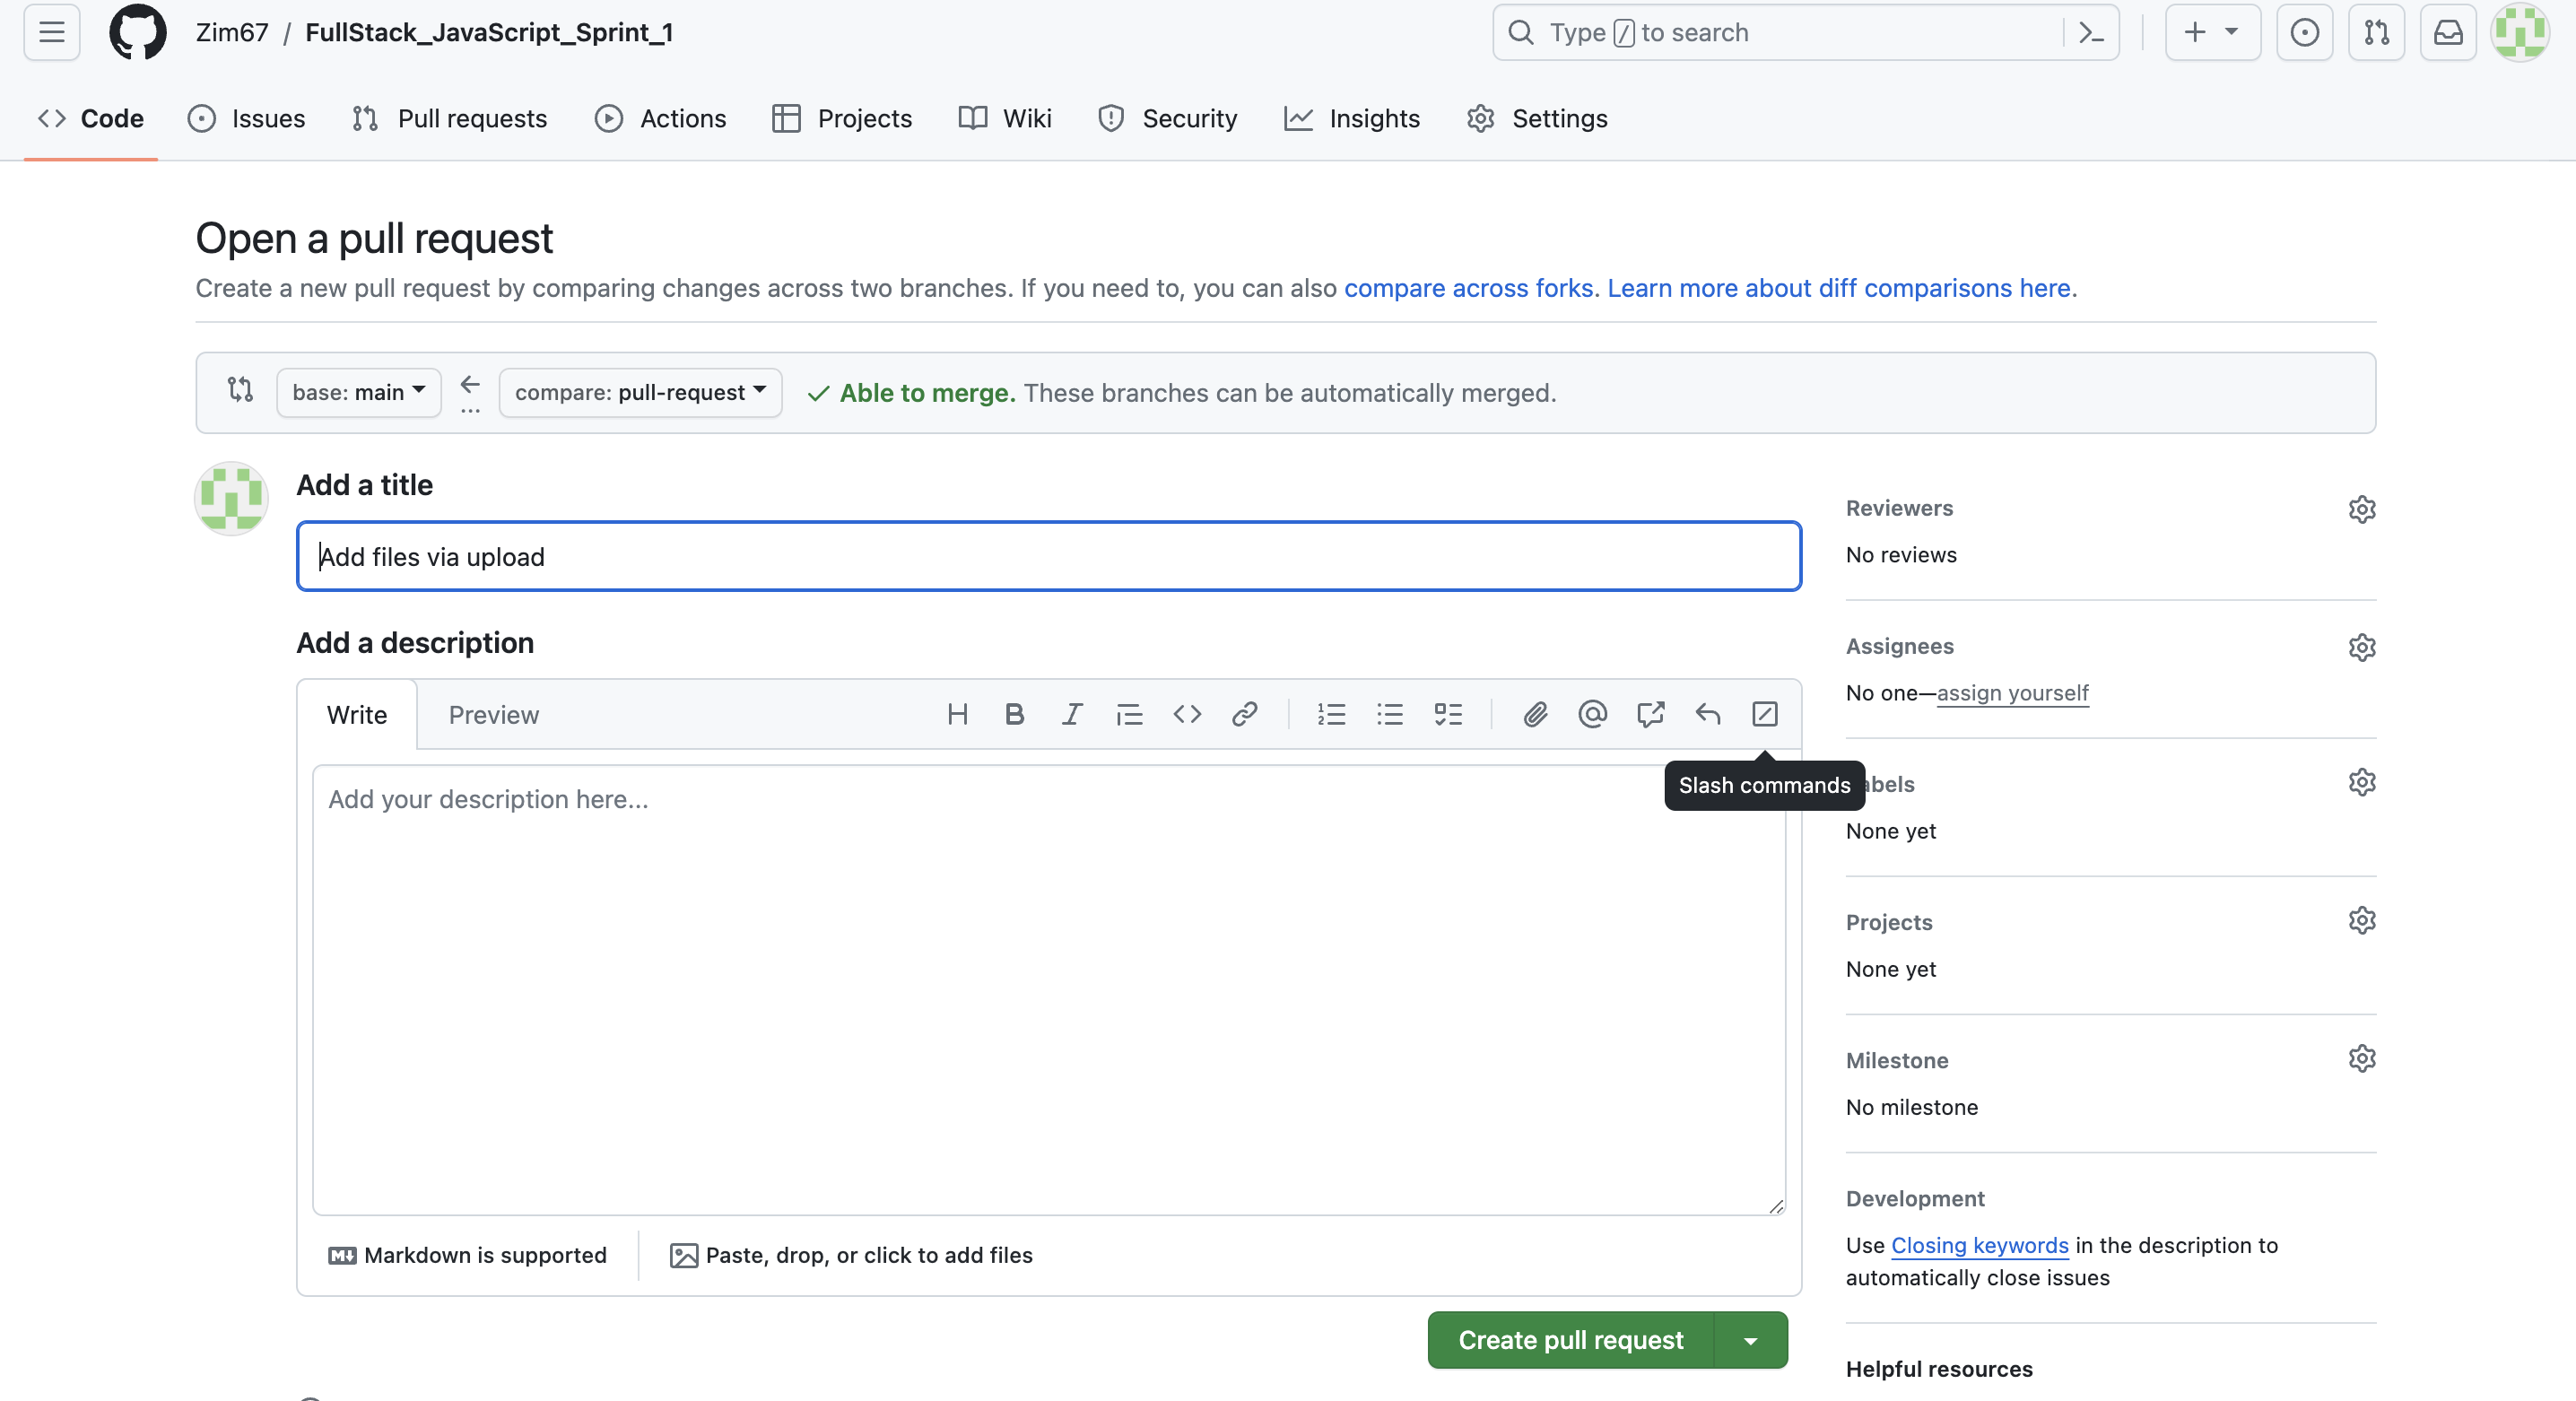 Zim67 / FullStack_JavaScript_Sprint_1
Type / to search
Code Issues Pull requests Actions Projects Wiki Security Insights Settings
Open a pull request
Create a new pull request by comparing changes across two branches. If you need to, you can also compare across forks. Learn more about diff comparisons here.
base: main ← ... compare: pull-request ✓ Able to merge. These branches can be automatically merged.
Add a title
Add files via upload
Add a description
Write Preview
Slash commands
Add your description here...
Markdown is supported Paste, drop, or click to add files
Create pull request
Reviewers
No reviews
Assignees
No one—assign yourself
abels
None yet
Projects
None yet
Milestone
No milestone
Development
Use Closing keywords in the description to
automatically close issues
Helpful resources